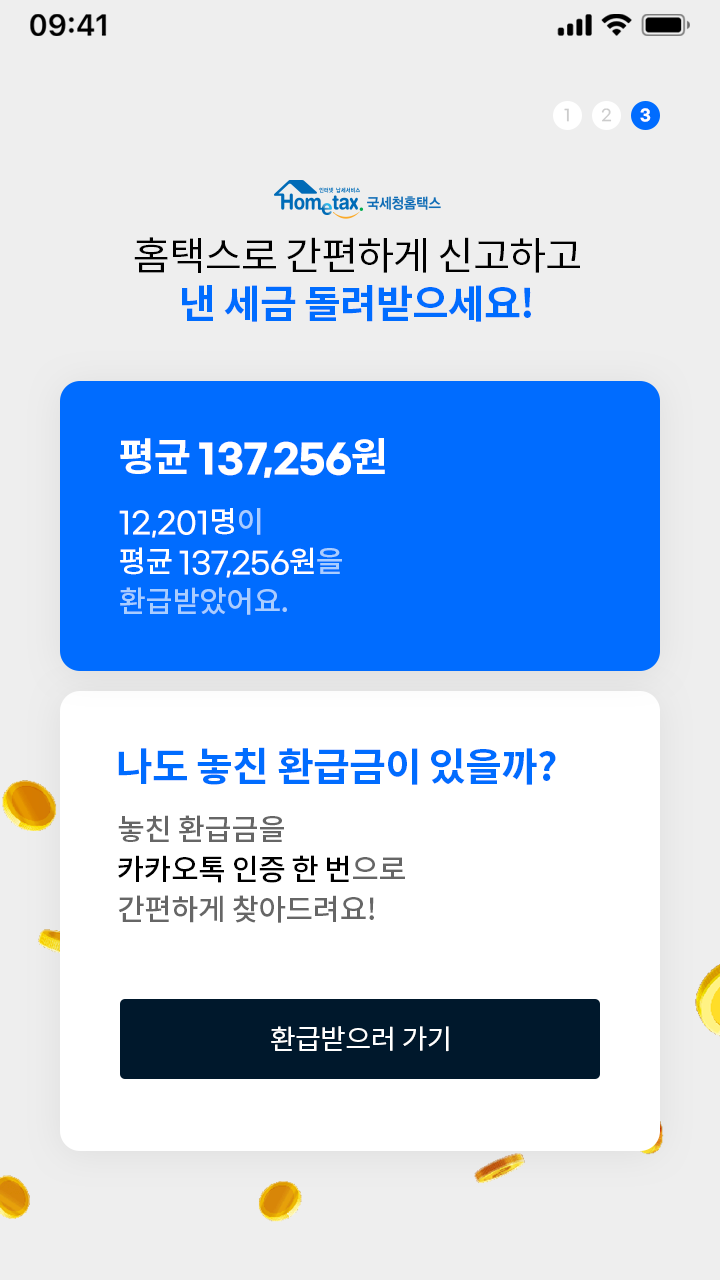 09:41
1 2 3
인터넷 납세서비스
Hometax. 국세청홈택스
홈택스로 간편하게 신고하고
낸 세금 돌려받으세요!
평균 137,256원
12,201명이
평균 137,256원을
환급받았어요.
나도 놓친 환급금이 있을까?
놓친 환급금을
카카오톡 인증 한 번으로
간편하게 찾아드려요!
환급받으러 가기